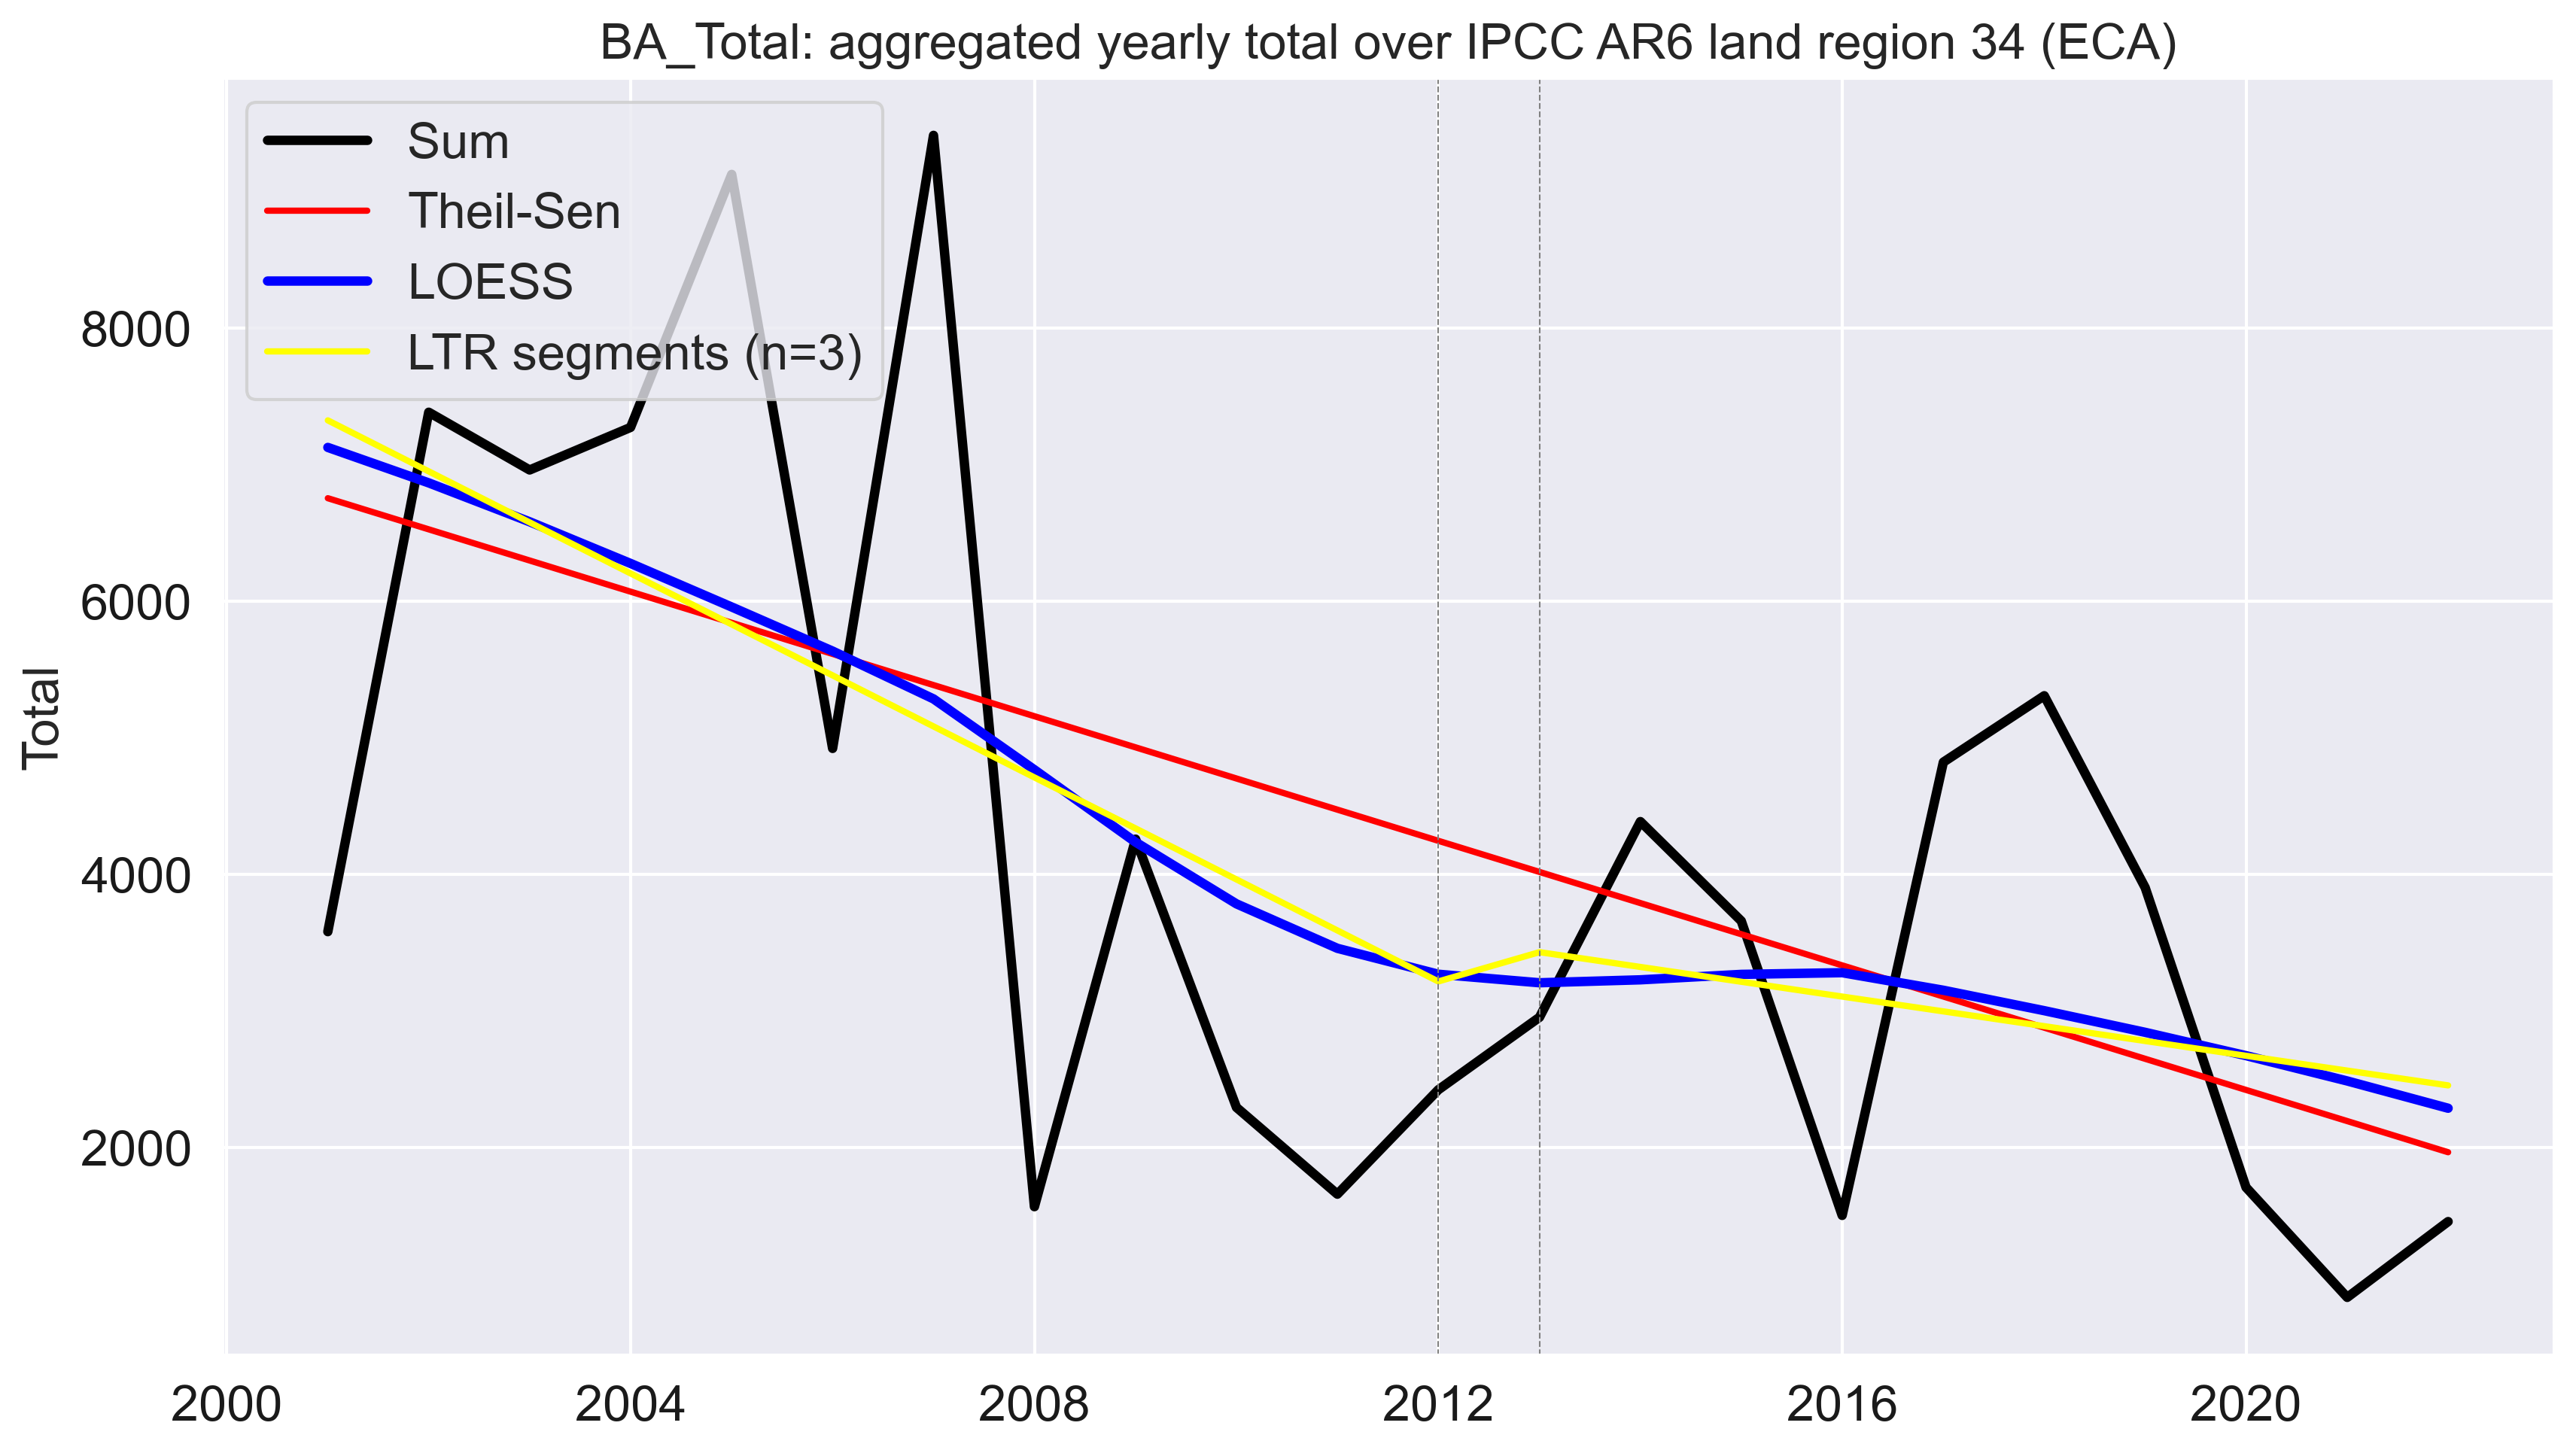 BA_Total: aggregated yearly total over IPCC AR6 land region 34 (ECA)
Sum
Theil-Sen
LOESS
LTR segments (n=3)
8000
6000
4000
2000
Total
2000 2004 2008 2012 2016 2020